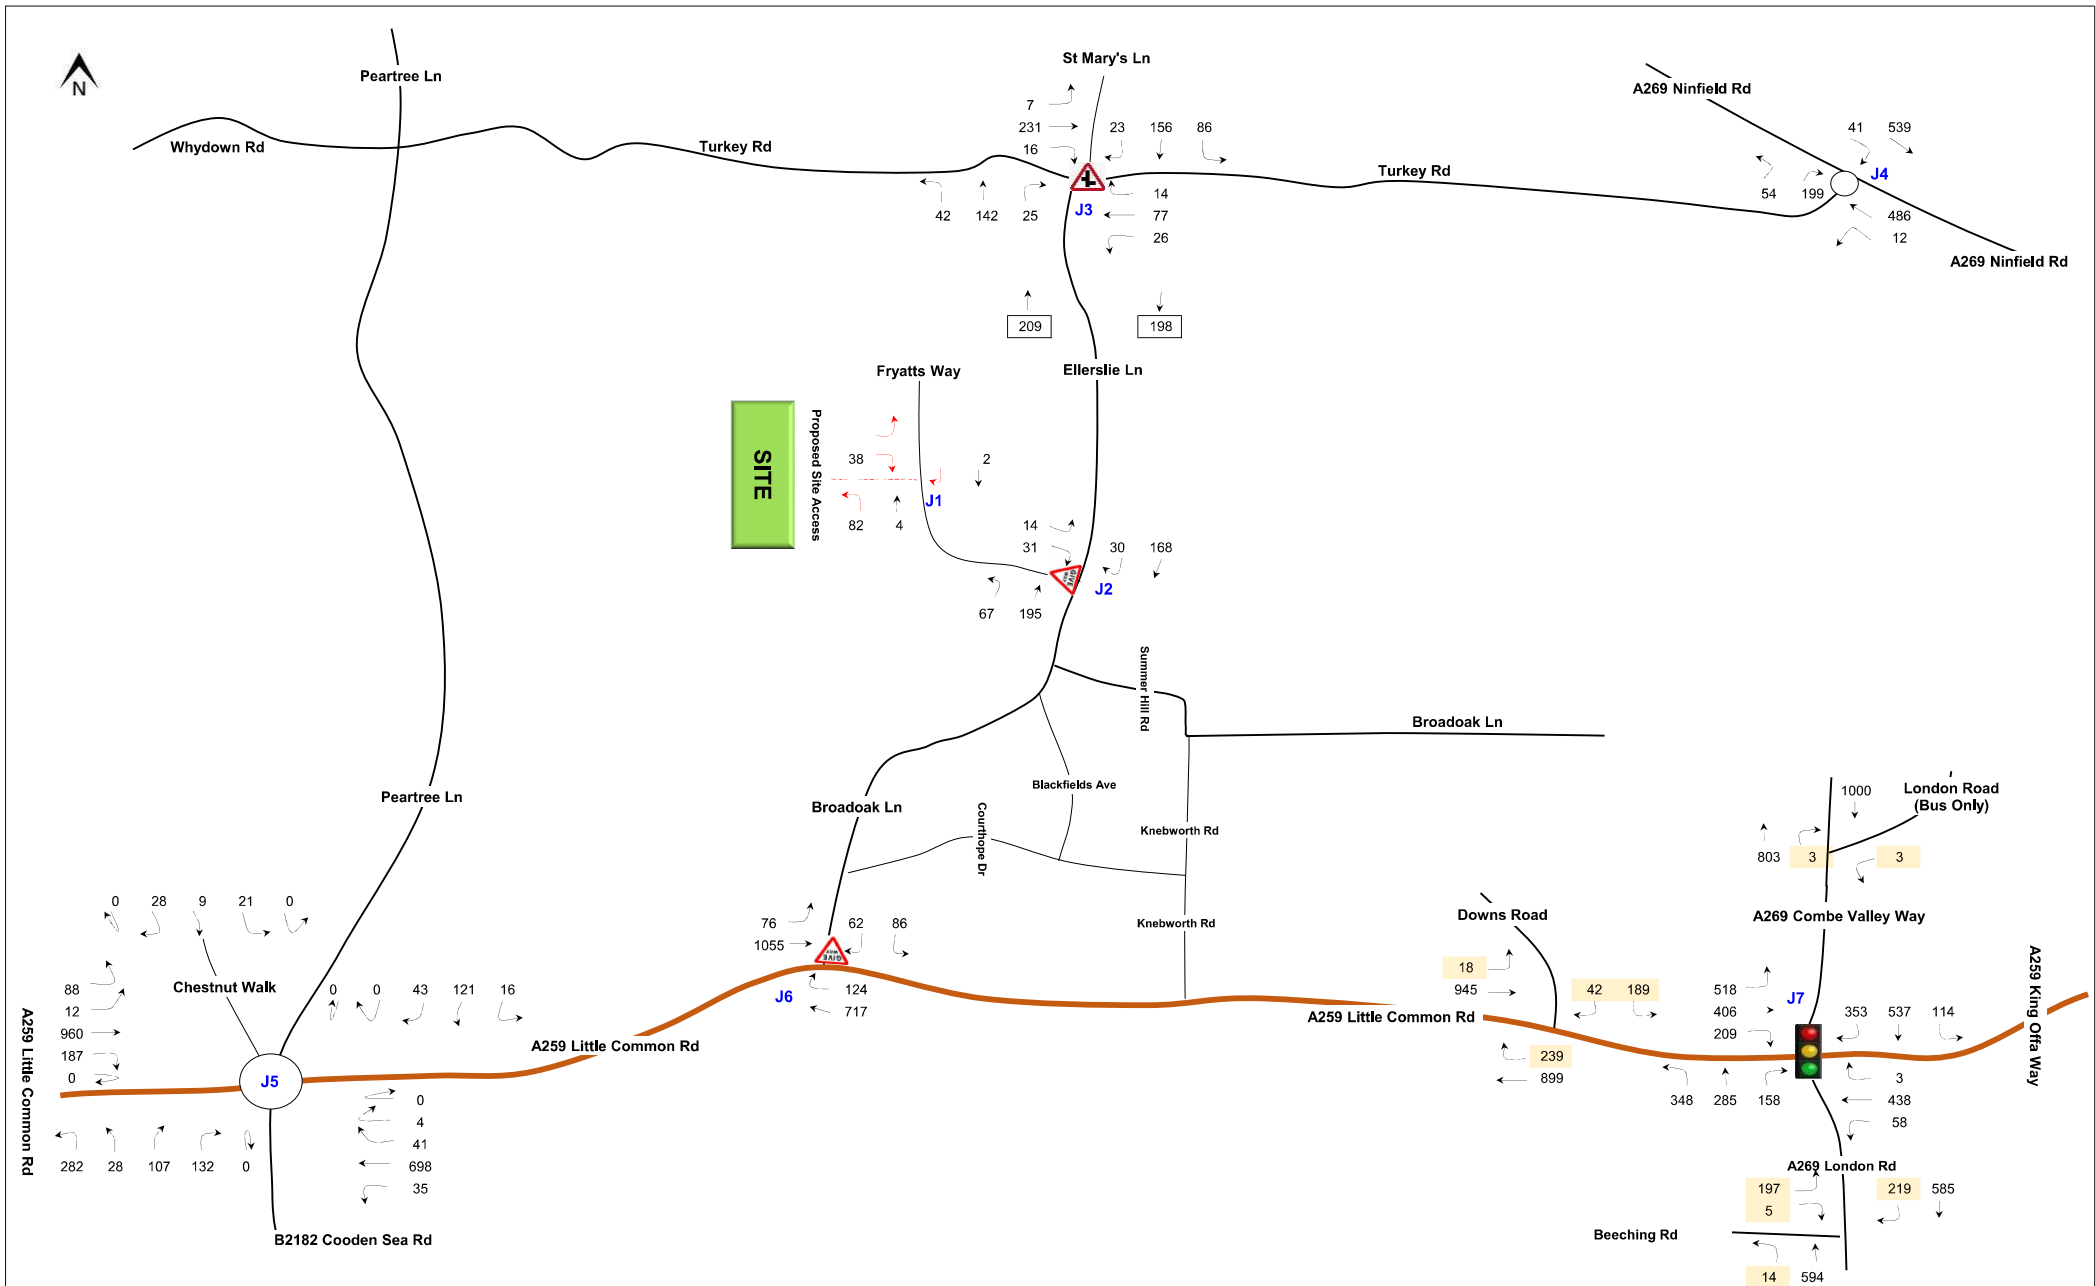 St Mary's Ln
Peartree Ln
N
A269 Ninfield Rd
7
231 23 156 86
16
41 539
Whydown Rd
Turkey Rd
Turkey Rd
J4
54 199
14
42 142 25
J3
77
486
26
12
A269 Ninfield Rd
209
198
Fryatts Way
Ellerslie Ln
SITE
Proposed Site Access
38
2
J1
82 4
14
31
30 168
J2
67 195
Summer Hill Rd
Broadoak Ln
Blackfields Ave
Peartree Ln
Broadoak Ln
Courthope Dr
Knebworth Rd
1000
London Road
(Bus Only)
803 3 3
0 28 9 21 0
76
1055
62 86
GIVE
WAY
GIVE
WAY
Knebworth Rd
Downs Road
A269 Combe Valley Way
A259 King Offa Way
18
945
42 189
88
12
960
187
0
Chestnut Walk
0 0 43 121 16
J6
124
717
518
406
209
J7
353 537 114
A259 Little Common Rd
A259 Little Common Rd
A259 Little Common Rd
239
899
J5
348 285 158
3
438
58
0
4
41
698
35
282 28 107 132 0
A269 London Rd
197
5
219 585
B2182 Cooden Sea Rd
Beeching Rd
14 594